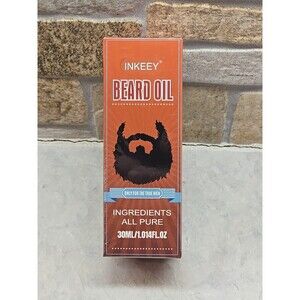 INKEEY®
BEARD OIL
ONLY FOR THE TRUE MEN
INGREDIENTS
ALL PURE
30ML/1.014FL.OZ